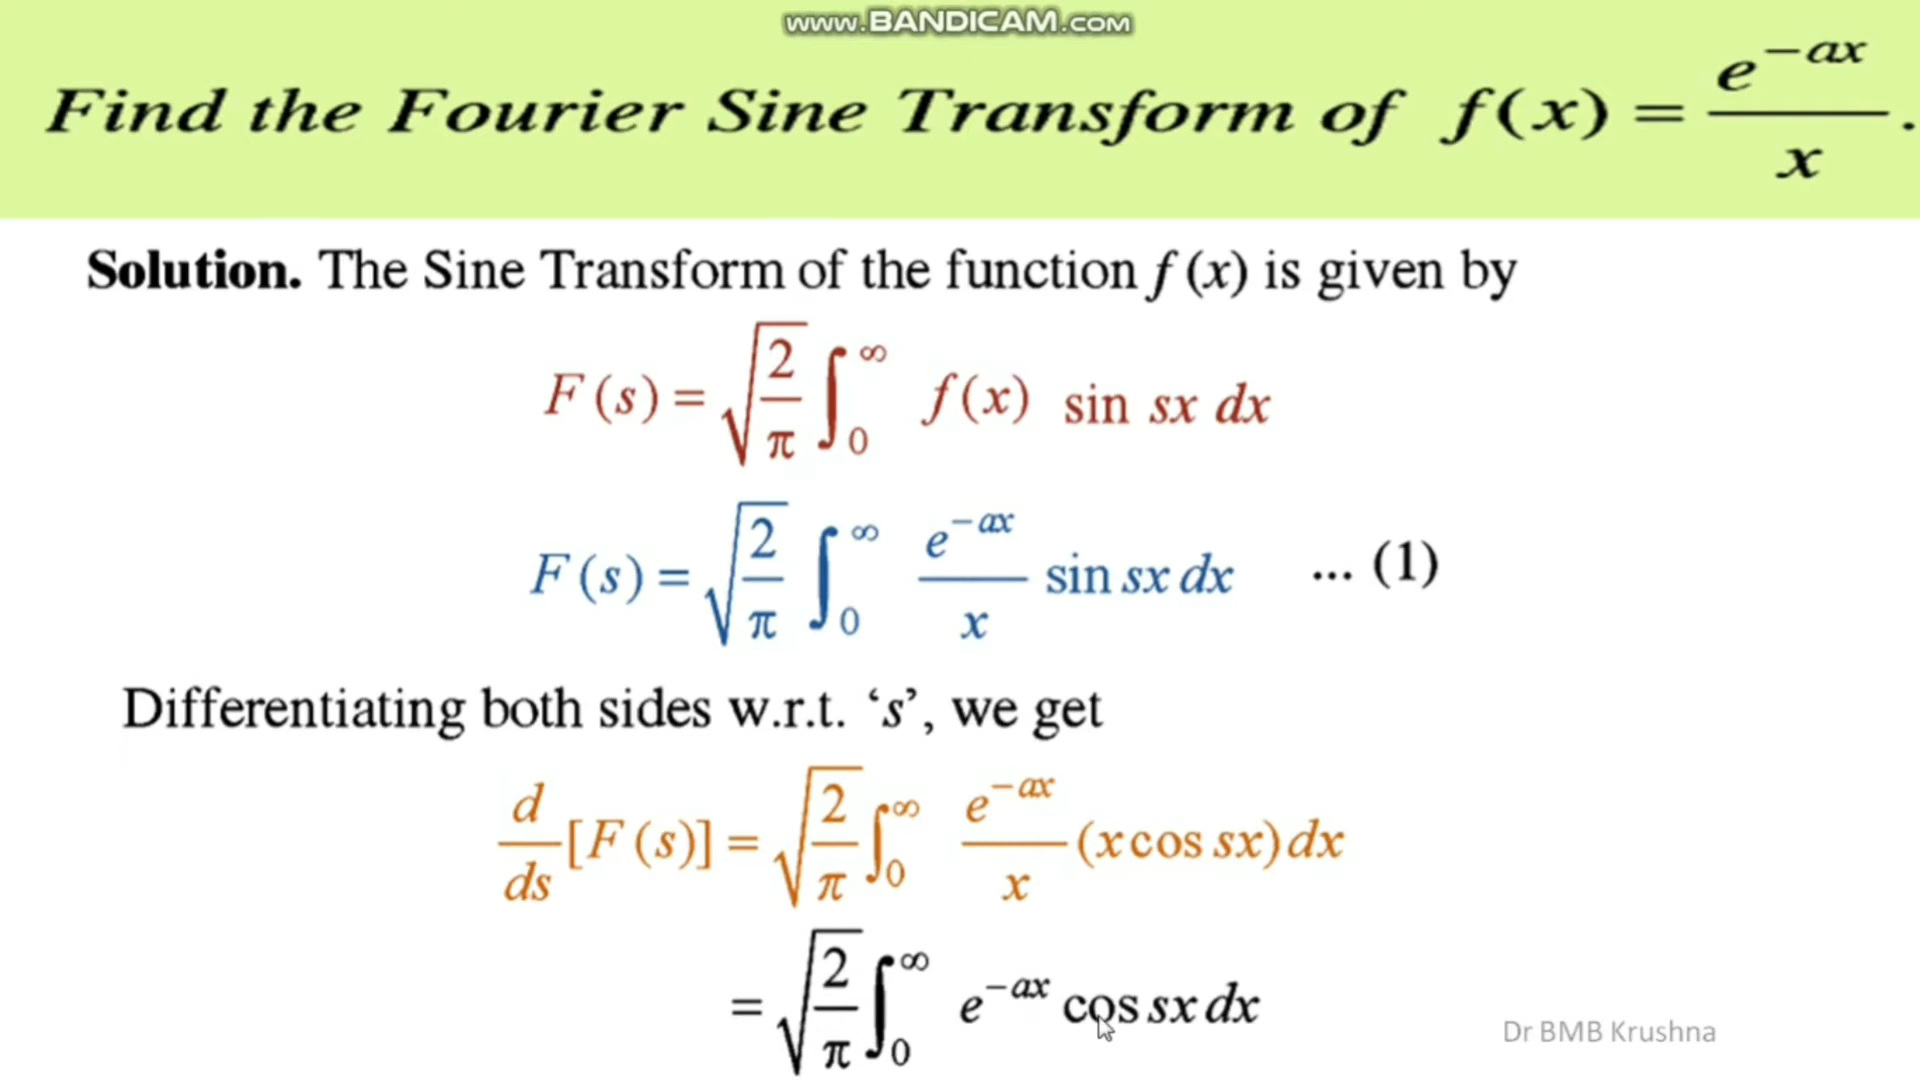 www.BANDICAM.com
Find the Fourier Sine Transform of f(x) = e^{-ax}/x .
Solution. The Sine Transform of the function f (x) is given by
F (s) = √(2/π) ∫_0^∞ f(x) sin sx dx
F (s) = √(2/π) ∫_0^∞ e^{-ax}/x sin sx dx ... (1)
Differentiating both sides w.r.t. ‘s’, we get
d/ds [F (s)] = √(2/π) ∫_0^∞ e^{-ax}/x (x cos sx) dx
= √(2/π) ∫_0^∞ e^{-ax} cos sx dx
Dr BMB Krushna